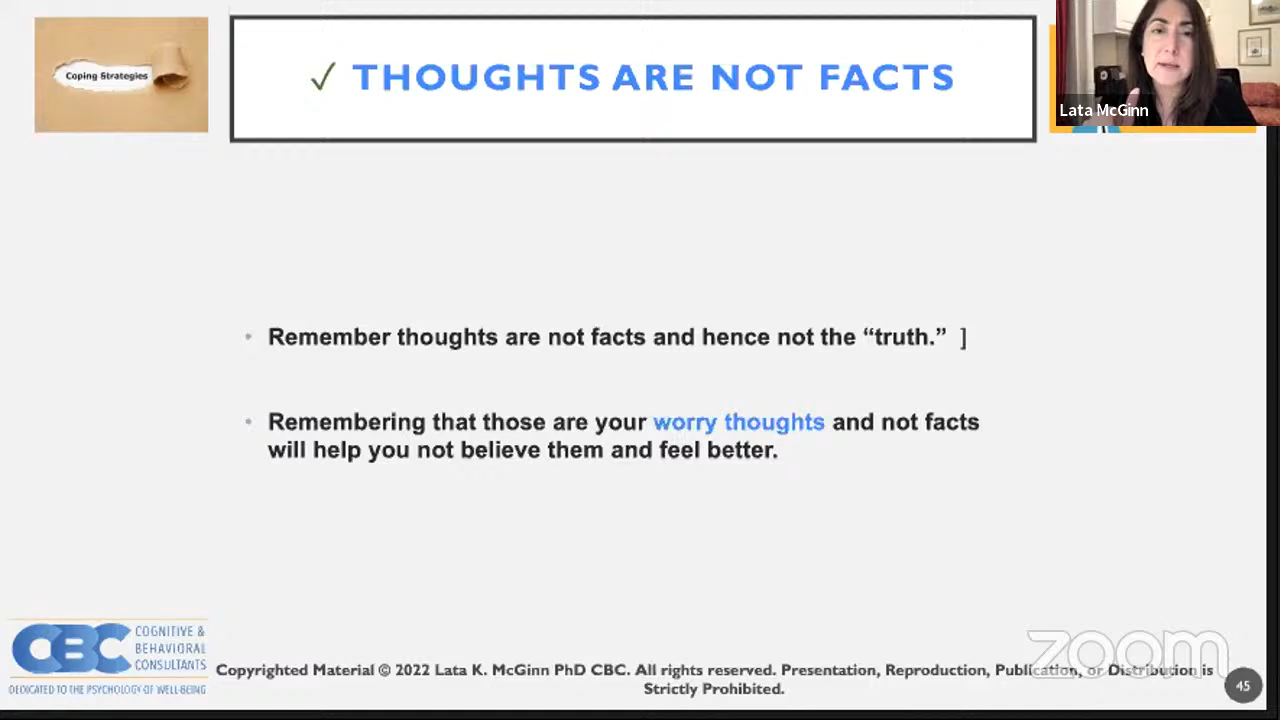 Coping Strategies
✓ THOUGHTS ARE NOT FACTS
Lata McGinn
• Remember thoughts are not facts and hence not the “truth.” ]
• Remembering that those are your worry thoughts and not facts
will help you not believe them and feel better.
CBC
COGNITIVE &
BEHAVIORAL
CONSULTANTS
DEDICATED TO THE PSYCHOLOGY OF WELL-BEING
Copyrighted Material © 2022 Lata K. McGinn PhD CBC. All rights reserved. Presentation, Reproduction, Publication, or Distribution is
Strictly Prohibited.
zoom
45